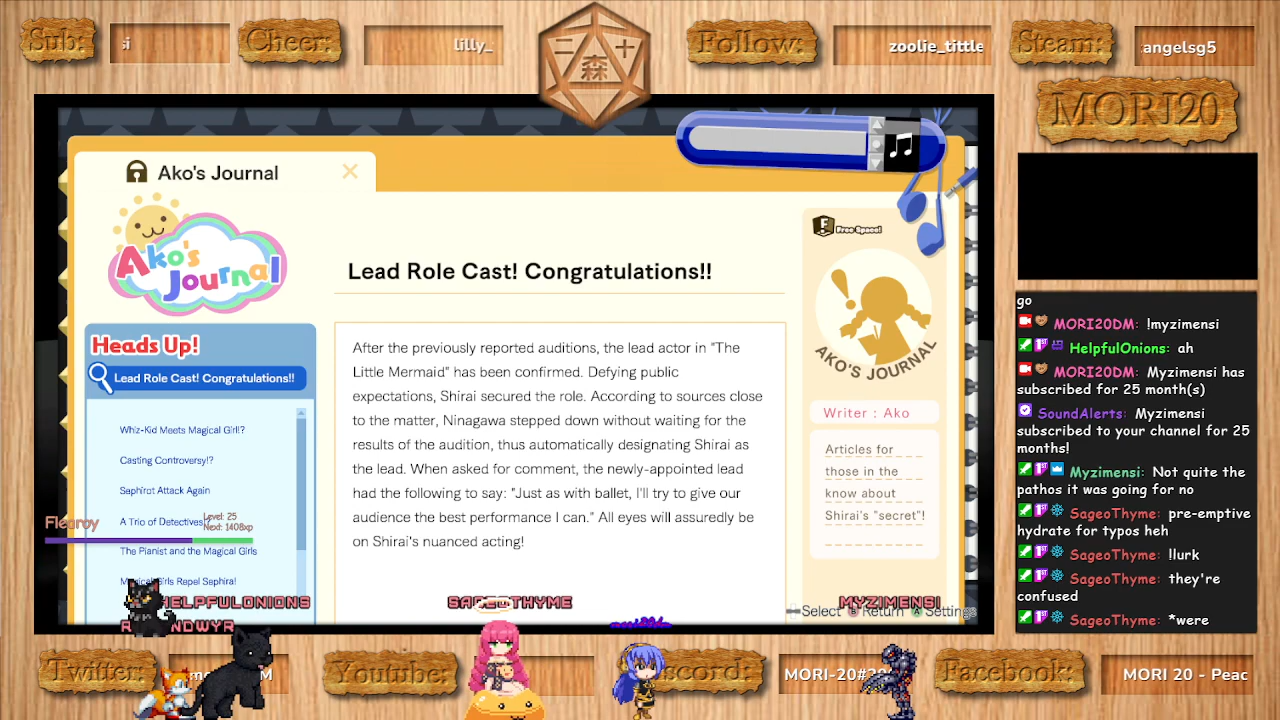 Sub:
si
Cheer:
lilly_
Follow:
zoolie_tittle
Steam:
angelsg5
二 十
森
MORI20
Ako's Journal
Ako's
Journal
Heads Up!
Lead Role Cast! Congratulations!!
Whiz-Kid Meets Magical Girl!?
Casting Controversy!?
Saphir
ot Attack Again
A Trio of Detectives
The Pianist and the Magical Girls
Magical Girls Repel Saphira!
Flearoy
Level: 25
Next: 1408xp
Lead Role Cast! Congratulations!!
After the previously reported auditions, the lead actor in "The
Little Mermaid" has been confirmed. Defying public
expectations, Shirai secured the role. According to sources close
to the matter, Ninagawa stepped down without waiting for the
results of the audition, thus automatically designating Shirai as
the lead. When asked for comment, the newly-appointed lead
had the following to say: "Just as with ballet, I'll try to give our
audience the best performance I can." All eyes will assuredly be
on Shirai's nuanced acting!
F Free Space!
AKO'S JOURNAL
Writer : Ako
Articles for
those in the
know about
Shirai's "secret"!
Select Return Settings
HELPFULONIONS
SAGEOTHYME
MYZIMENSI
go
MORI20DM: !myzimensi
HelpfulOnions: ah
MORI20DM: Myzimensi has
subscribed for 25 month(s)
SoundAlerts: Myzimensi
subscribed to your channel for 25
months!
Myzimensi: Not quite the
pathos it was going for no
SageoThyme: pre-emptive
hydrate for typos heh
SageoThyme: !lurk
SageoThyme: they're
confused
SageoThyme: *were
Twitter:
Youtube:
Discord:
MORI-20#2
Facebook:
MORI 20 - Peac